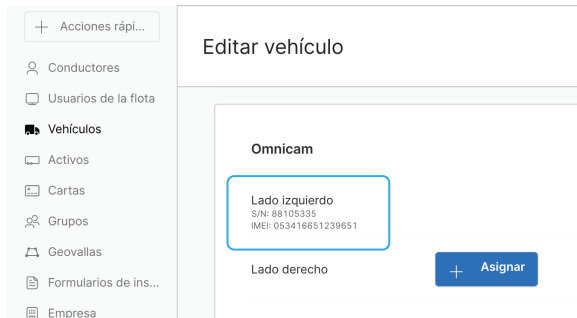 Acciones rápi...
Conductores
Usuarios de la flota
Vehículos
Activos
Cartas
Grupos
Geovallas
Formularios de ins...
Empresa
Editar vehículo
Omnicam
Lado izquierdo
S/N: 88105335
IMEI: 053416651239651
Lado derecho
Asignar